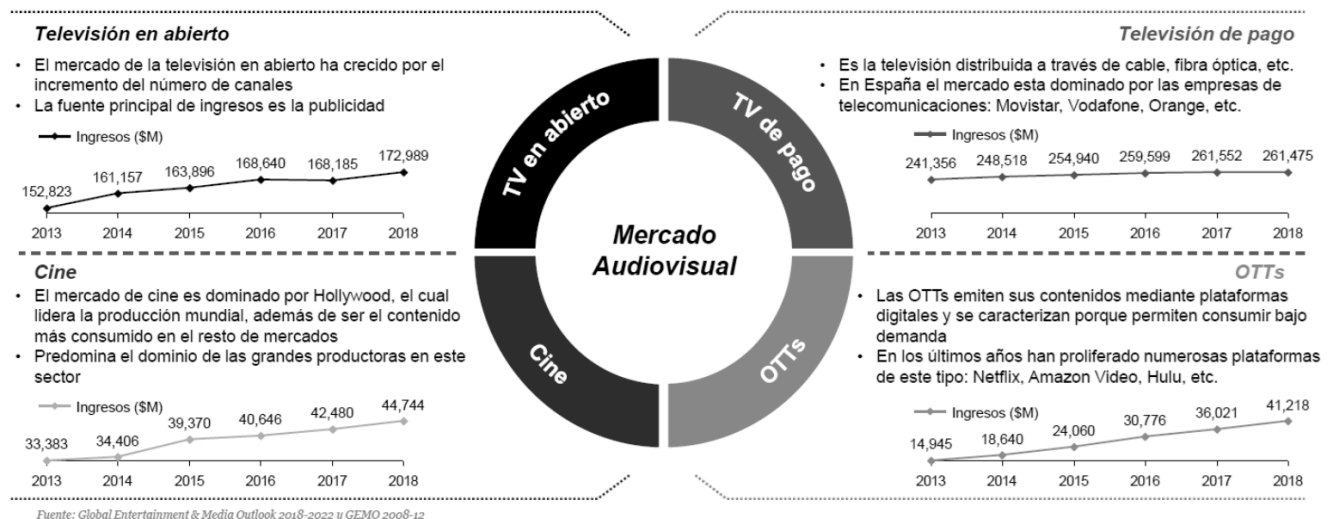 Televisión en abierto
• El mercado de la televisión en abierto ha crecido por el
incremento del número de canales
• La fuente principal de ingresos es la publicidad
Ingresos ($M)
152,823 161,157 163,896 168,640 168,185 172,989
2013 2014 2015 2016 2017 2018
Televisión de pago
• Es la televisión distribuida a través de cable, fibra óptica, etc.
• En España el mercado esta dominado por las empresas de
telecomunicaciones: Movistar, Vodafone, Orange, etc.
Ingresos ($M)
241,356 248,518 254,940 259,599 261,552 261,475
2013 2014 2015 2016 2017 2018
TV en abierto
TV de pago
Mercado
Audiovisual
Cine
OTTs
Cine
• El mercado de cine es dominado por Hollywood, el cual
lidera la producción mundial, además de ser el contenido
más consumido en el resto de mercados
• Predomina el dominio de las grandes productoras en este
sector
Ingresos ($M)
33,383 34,406 39,370 40,646 42,480 44,744
2013 2014 2015 2016 2017 2018
OTTs
• Las OTTs emiten sus contenidos mediante plataformas
digitales y se caracterizan porque permiten consumir bajo
demanda
• En los últimos años han proliferado numerosas plataformas
de este tipo: Netflix, Amazon Video, Hulu, etc.
Ingresos ($M)
14,945 18,640 24,060 30,776 36,021 41,218
2013 2014 2015 2016 2017 2018
Fuente: Global Entertainment & Media Outlook 2018-2022 y GEMO 2008-12